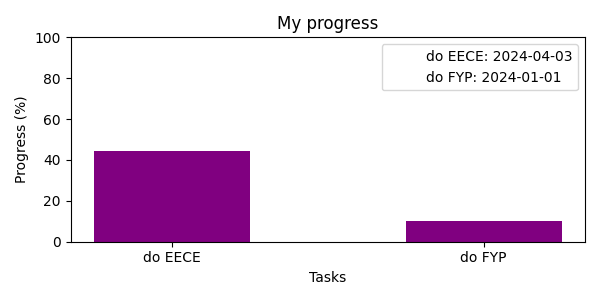 My progress
100
80
60
40
20
0
Progress (%)
do EECE: 2024-04-03
do FYP: 2024-01-01
do EECE
do FYP
Tasks